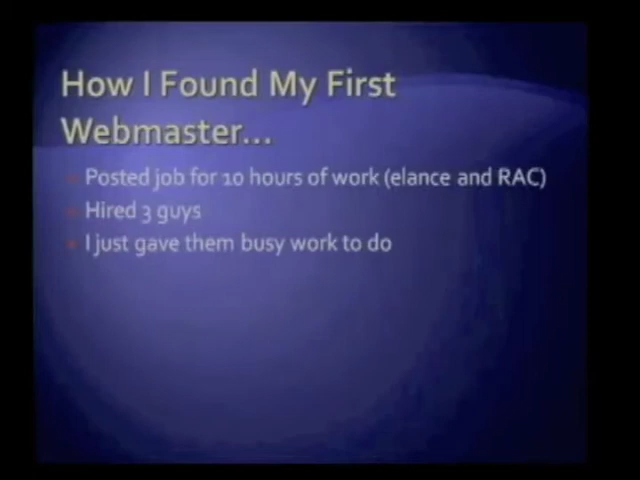 How I Found My First
Webmaster...
Posted job for 10 hours of work (elance and RAC)
Hired 3 guys
I just gave them busy work to do